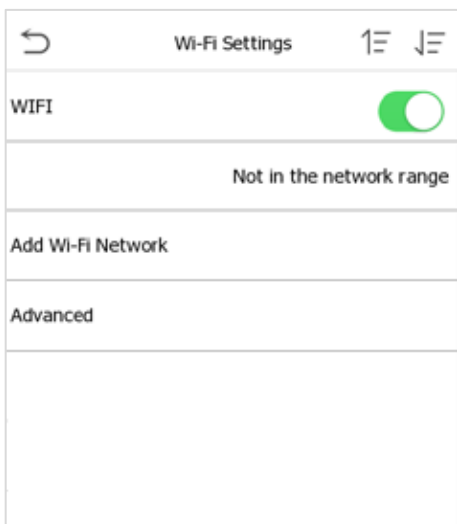 Wi-Fi Settings
WIFI
Not in the network range
Add Wi-Fi Network
Advanced